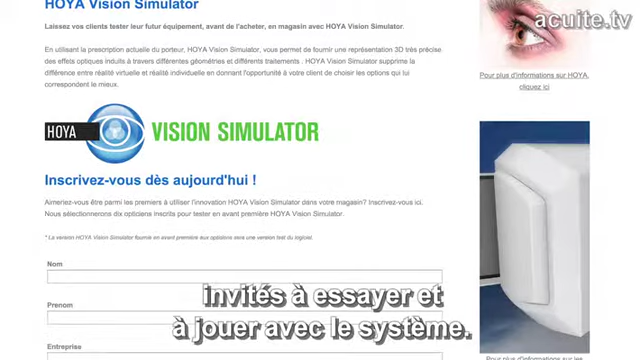 HOYA Vision Simulator
Laissez vos clients tester leur futur équipement, avant de l'acheter, en magasin avec HOYA Vision Simulator.
En utilisant la prescription actuelle du porteur, HOYA Vision Simuator, vous permet de fournir une représentation 3D très précise
des effets optiques induits à travers différentes géométries et différents traitements . HOYA Vision Simulator supprime la
différence entre réalité virtuelle et réalité individuelle en donnant l'opportunité à votre client de choisir les options qui lui
correspondent le mieux.
HOYA VISION SIMULATOR
Inscrivez-vous dès aujourd'hui !
Aimeriez-vous être parmi les premiers à utiliser l'innovation HOYA Vision Simulator dans votre magasin? Inscrivez-vous ici.
Nous sélectionnerons dix opticiens inscrits pour tester en avant première HOYA Vision Simulator.
* La version HOYA Vision Simulator fournit en avant première aux opticiens sera une version test du logiciel.
Nom
Prenom
Entreprise
acuite.tv
Pour plus d'informations sur HOYA,
cliquez ici
Pour plus d'informations sur les
invités à essayer et
à jouer avec le système.